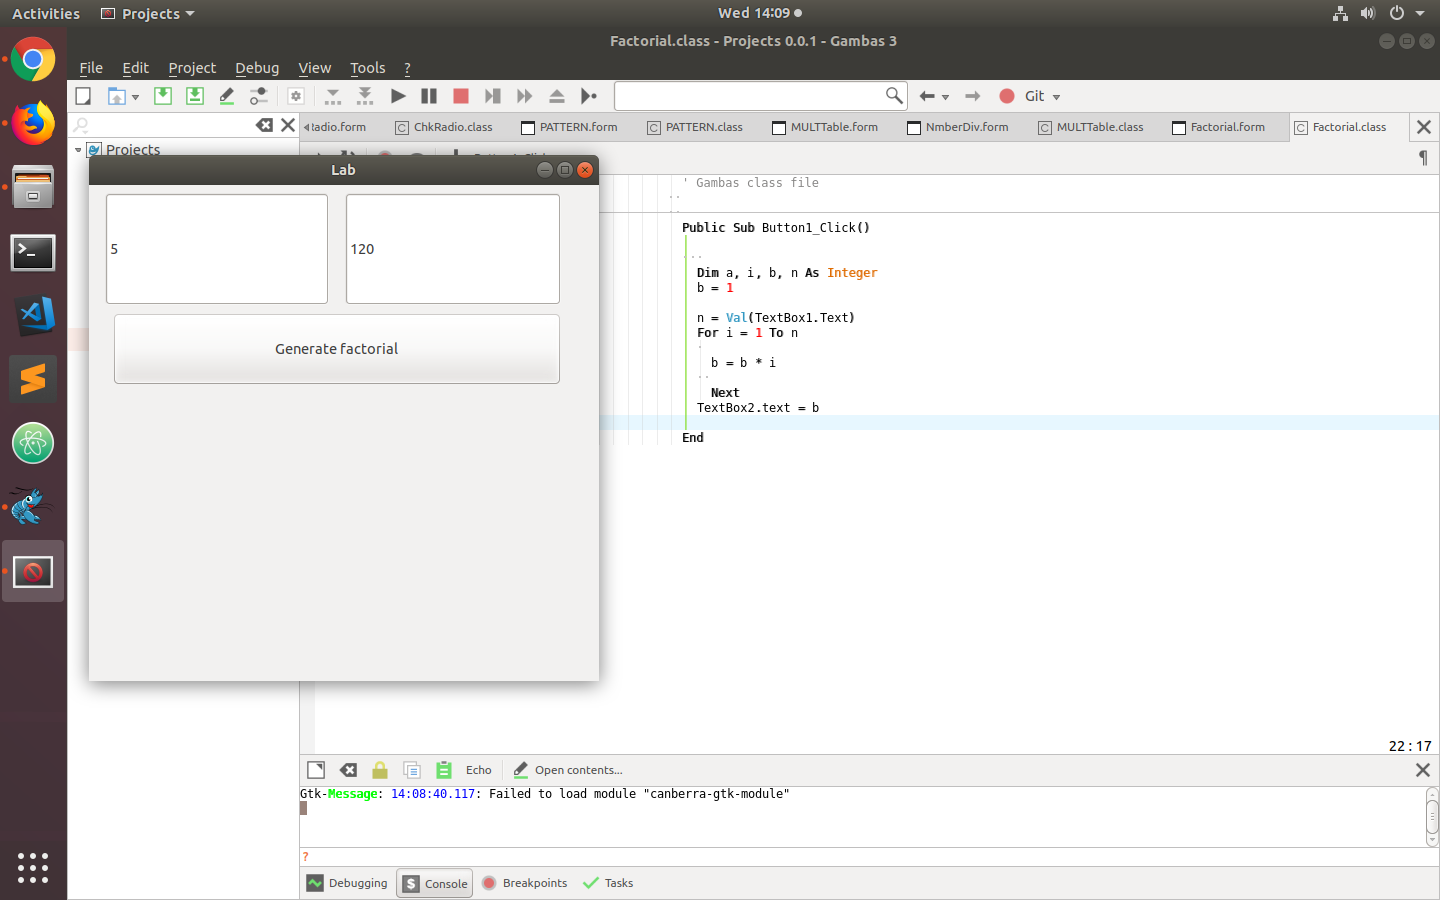 Activities Projects Wed 14:09
Factorial.class - Projects 0.0.1 - Gambas 3
File Edit Project Debug View Tools ?
Git
adio.form ChkRadio.class PATTERN.form PATTERN.class MULTTable.form NmberDiv.form MULTTable.class Factorial.form Factorial.class
Projects
Lab
5 120
Generate factorial
' Gambas class file
Public Sub Button1_Click()
Dim a, i, b, n As Integer
b = 1
n = Val(TextBox1.Text)
For i = 1 To n
b = b * i
Next
TextBox2.text = b
End
22:17
Echo Open contents...
Gtk-Message: 14:08:40.117: Failed to load module "canberra-gtk-module"
?
Debugging Console Breakpoints Tasks